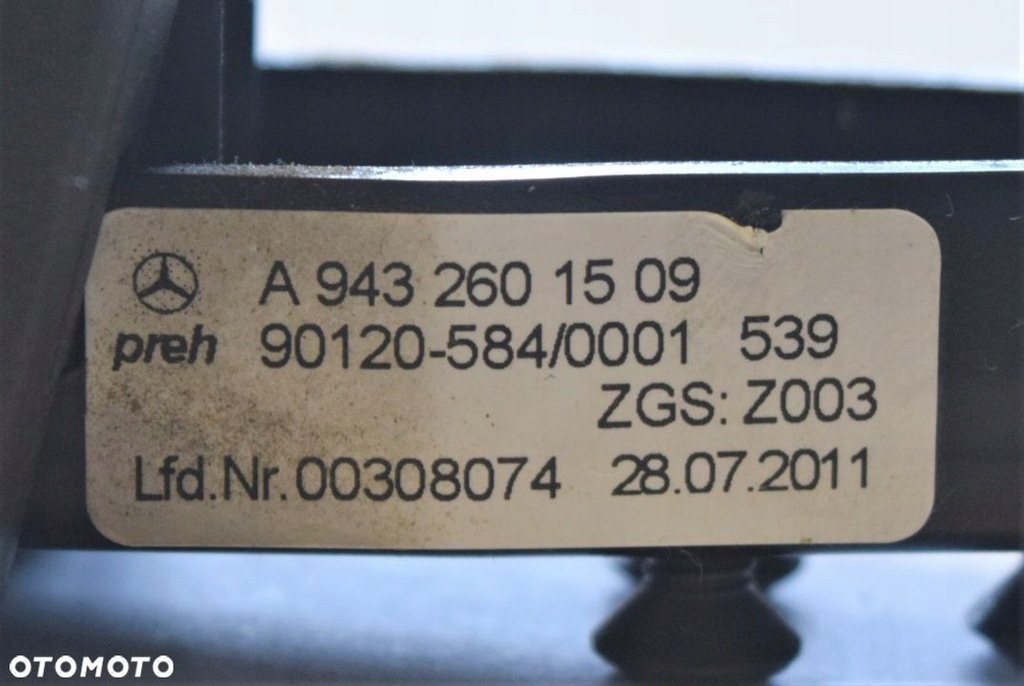 A 943 260 15 09
preh 90120-584/0001 539
ZGS: Z003
Lfd.Nr.00308074 28.07.2011
OTOMOTO